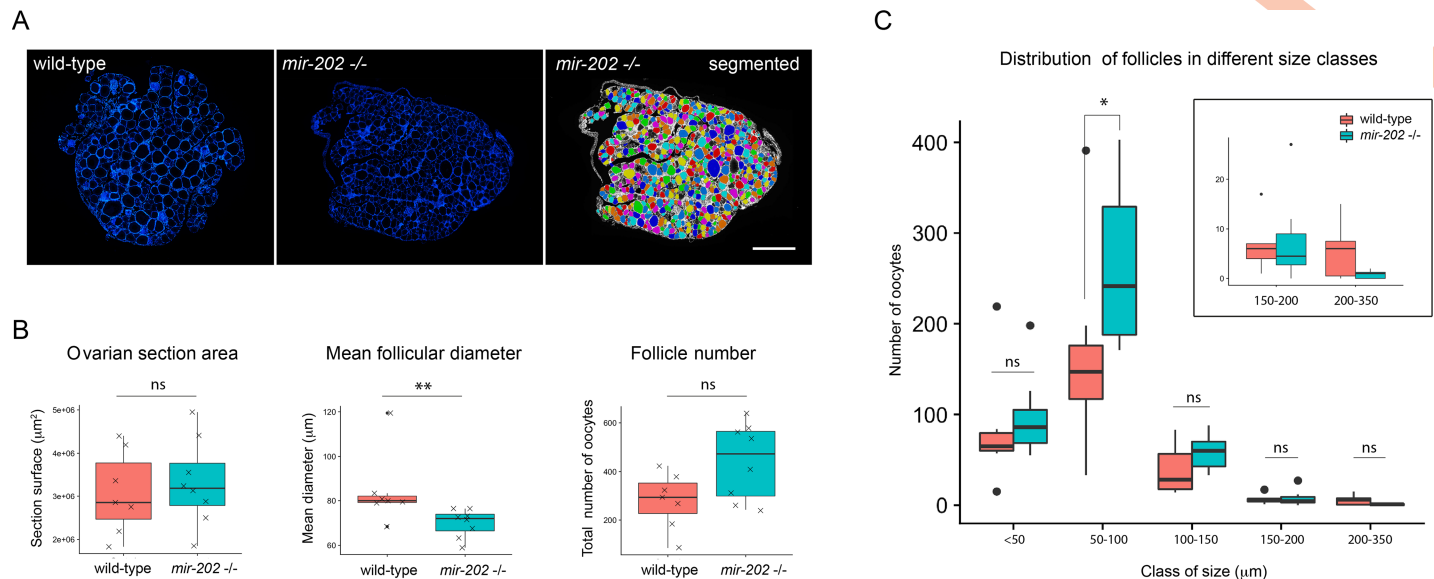 A
wild-type
mir-202 -/-
mir-202 -/- segmented
B
Ovarian section area
ns
Section surface (μm²)
5e+06
4e+06
3e+06
2e+06
wild-type
mir-202 -/-
Mean follicular diameter
**
Mean diameter (μm)
120
100
80
60
wild-type
mir-202 -/-
Follicle number
ns
Total number of oocytes
600
400
200
wild-type
mir-202 -/-
C
Distribution of follicles in different size classes
Number of oocytes
400
300
200
100
0
ns
*
ns
ns
ns
<50
50-100
100-150
150-200
200-350
Class of size (μm)
wild-type
mir-202 -/-
20
10
0
150-200
200-350